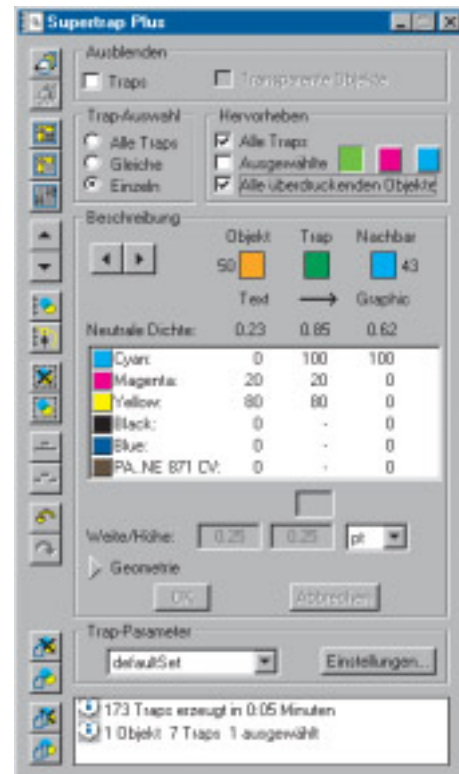 Supertrap Plus
Ausblenden
Traps Transparente Objekte
Trap-Auswahl Hervorheben
Alle Traps Alle Traps
Gleiche Ausgewählte
Einzeln Alle überdruckenden Objekte
Beschreibung
Objekt Trap Nachbar
50 43
Text → Graphic
Neutrale Dichte: 0.23 0.85 0.62
Cyan: 0 100 100
Magenta: 20 20 0
Yellow: 80 80 0
Black: 0 - 0
Blue: 0 - 0
PA..NE 871 CV: 0 - 0
Weite/Höhe: 0.25 0.25 pt
Geometrie
OK Abbrechen
Trap-Parameter
defaultSet Einstellungen...
173 Traps erzeugt in 0:05 Minuten
1 Objekt 7 Traps 1 ausgewählt